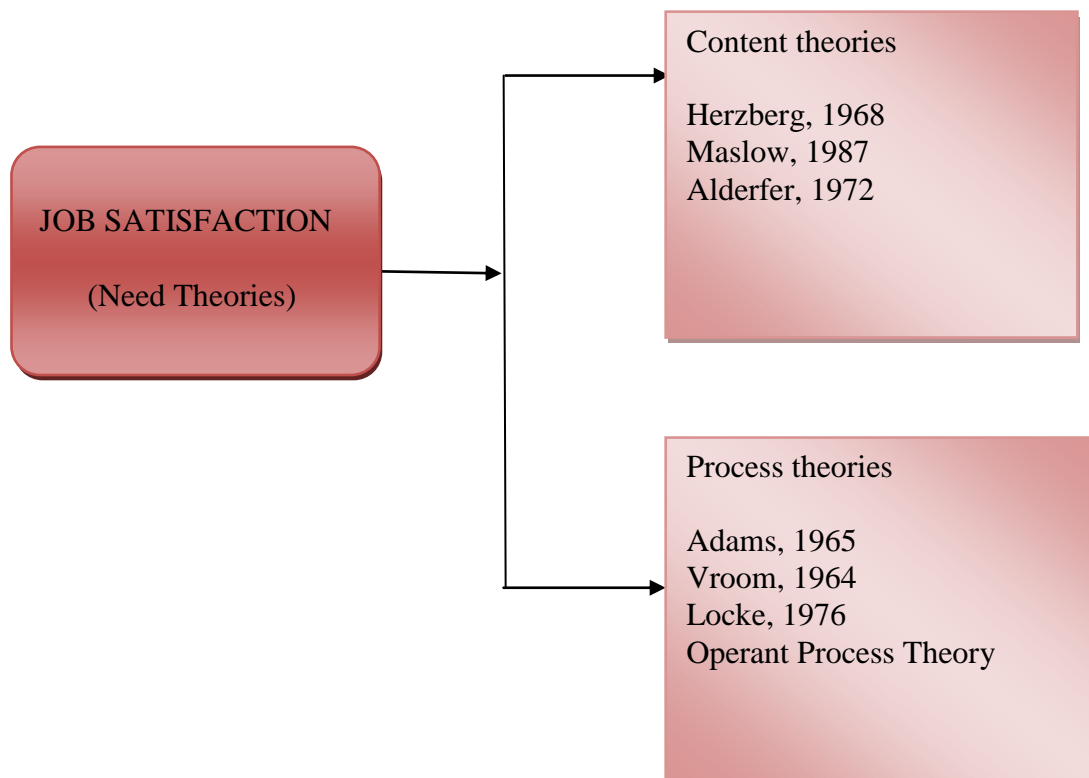 JOB SATISFACTION
(Need Theories)
Content theories
Herzberg, 1968
Maslow, 1987
Alderfer, 1972
Process theories
Adams, 1965
Vroom, 1964
Locke, 1976
Operant Process Theory